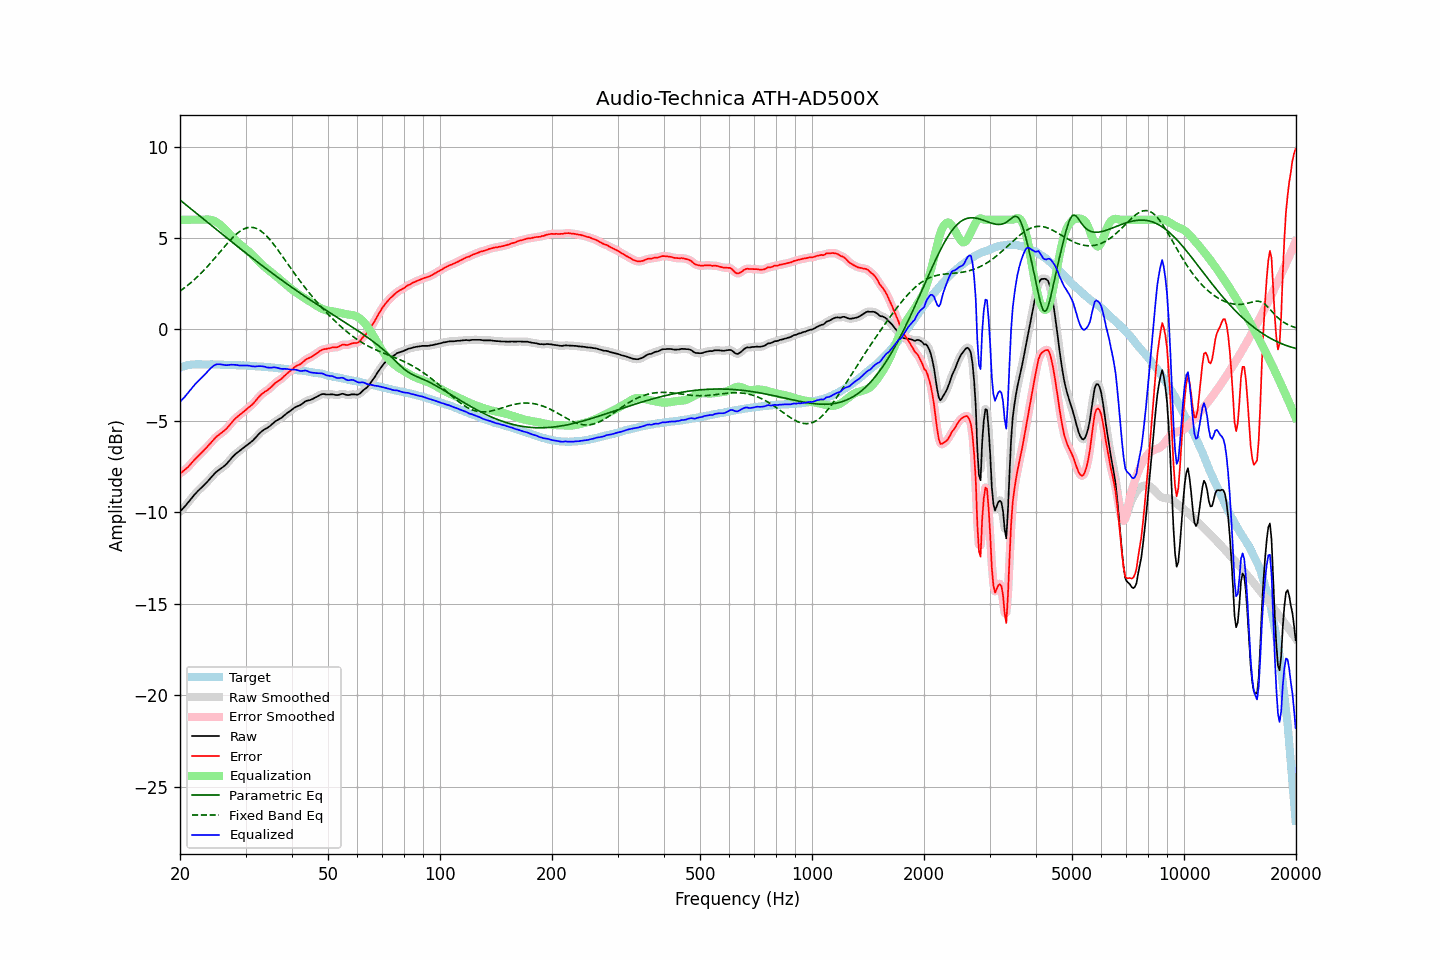 Audio-Technica ATH-AD500X
Amplitude (dBr)
10
5
0
−5
−10
−15
−20
−25
Target
Raw Smoothed
Error Smoothed
Raw
Error
Equalization
Parametric Eq
Fixed Band Eq
Equalized
20 50 100 200 500 1000 2000 5000 10000 20000
Frequency (Hz)